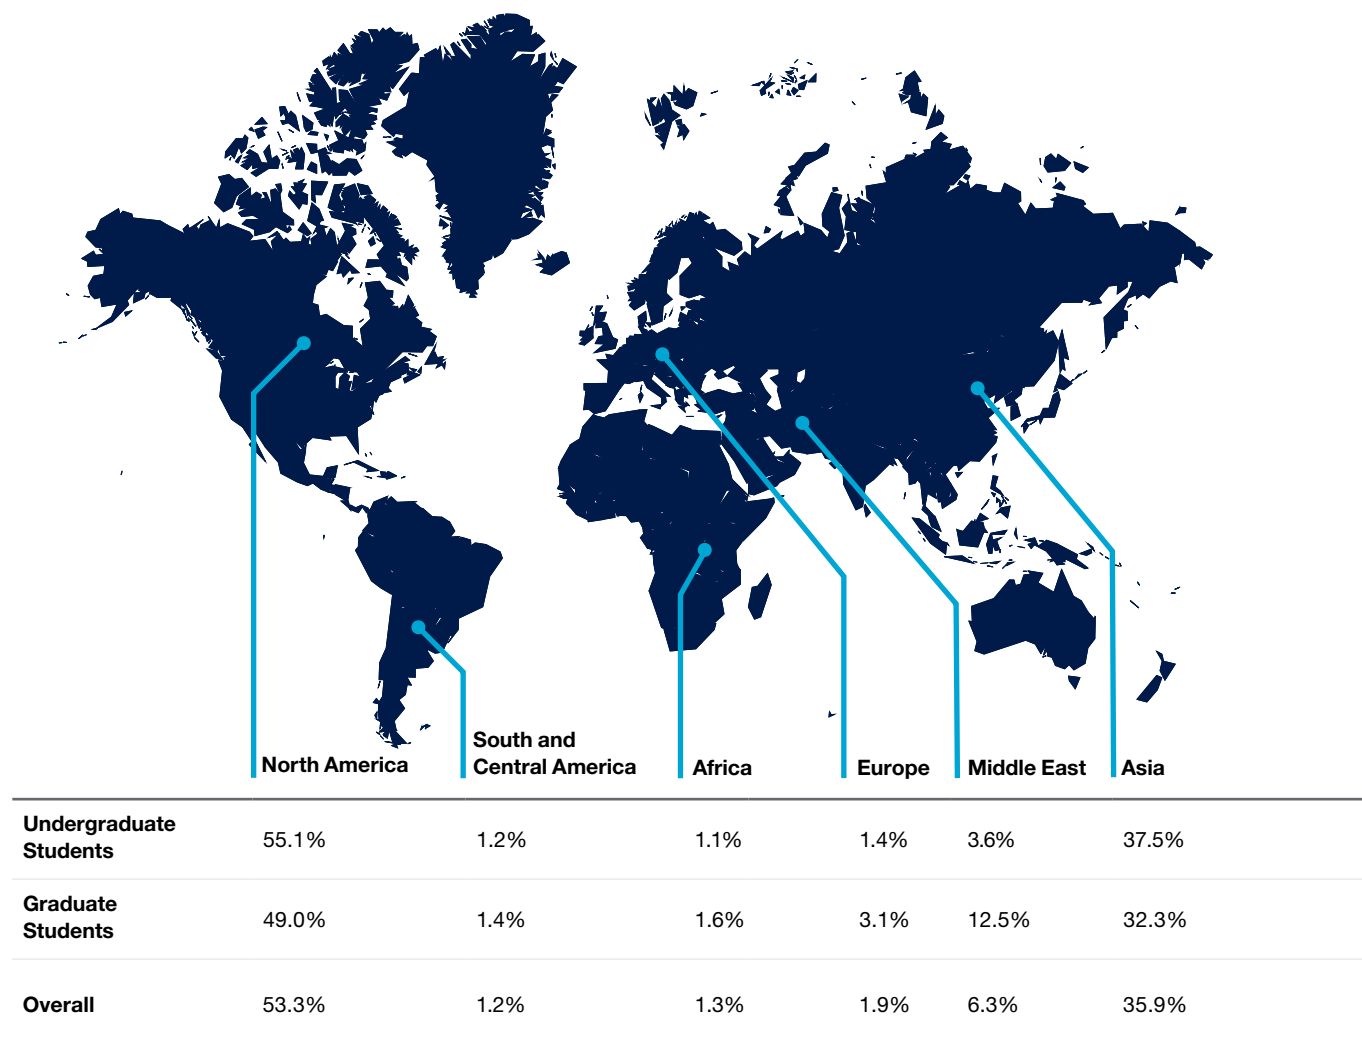 North America
South and
Central America
Africa
Europe
Middle East
Asia
Undergraduate
Students
55.1%
1.2%
1.1%
1.4%
3.6%
37.5%
Graduate
Students
49.0%
1.4%
1.6%
3.1%
12.5%
32.3%
Overall
53.3%
1.2%
1.3%
1.9%
6.3%
35.9%